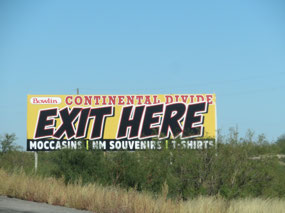 Bowlin CONTINENTAL DIVIDE
EXIT HERE
MOCCASINS | NM SOUVENIRS | T-SHIRTS